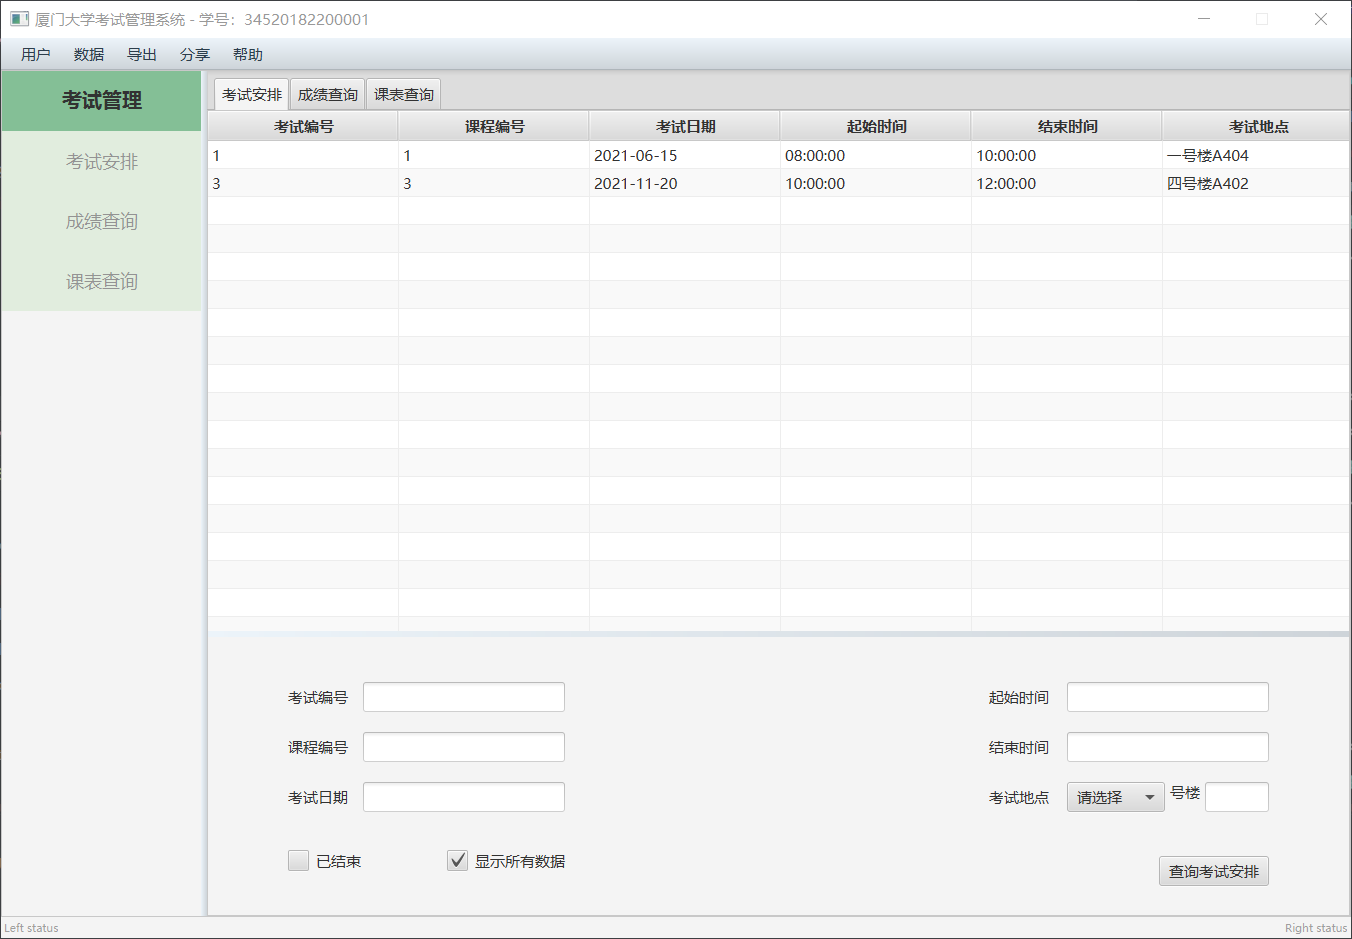 厦门大学考试管理系统 - 学号：34520182200001
用户 数据 导出 分享 帮助
考试管理
考试安排
成绩查询
课表查询
考试安排 成绩查询 课表查询
考试编号 课程编号 考试日期 起始时间 结束时间 考试地点
1 1 2021-06-15 08:00:00 10:00:00 一号楼A404
3 3 2021-11-20 10:00:00 12:00:00 四号楼A402
考试编号 起始时间
课程编号 结束时间
考试日期 考试地点 请选择 号楼
已结束 显示所有数据
查询考试安排
Left status Right status